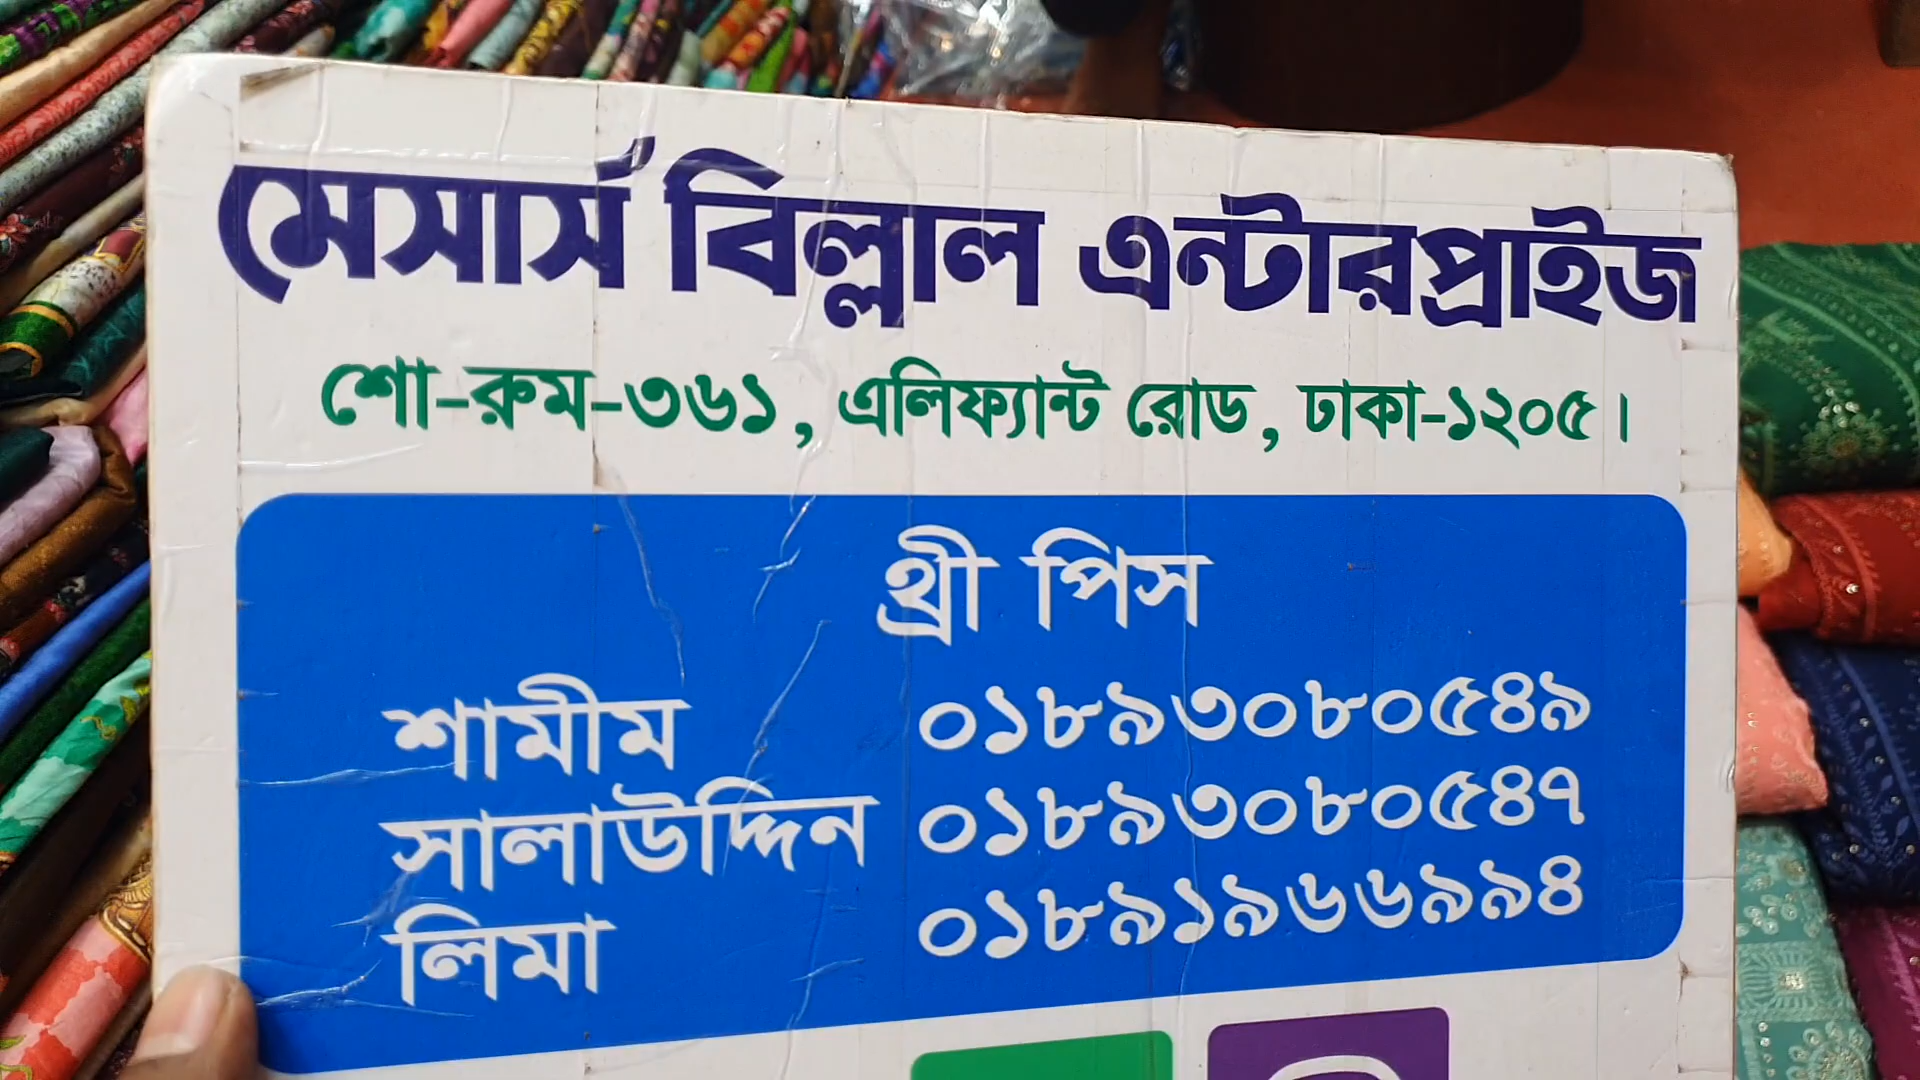 মেসার্স বিল্লাল এন্টারপ্রাইজ
শো-রুম-৩৬১, এলিফ্যান্ট রোড, ঢাকা-১২০৫।
থ্রী পিস
শামীম ০১৮৯৩০৮০৫৪৯
সালাউদ্দিন ০১৮৯৩০৮০৫৪৭
লিমা ০১৮৯১৯৬৬৯৯৪